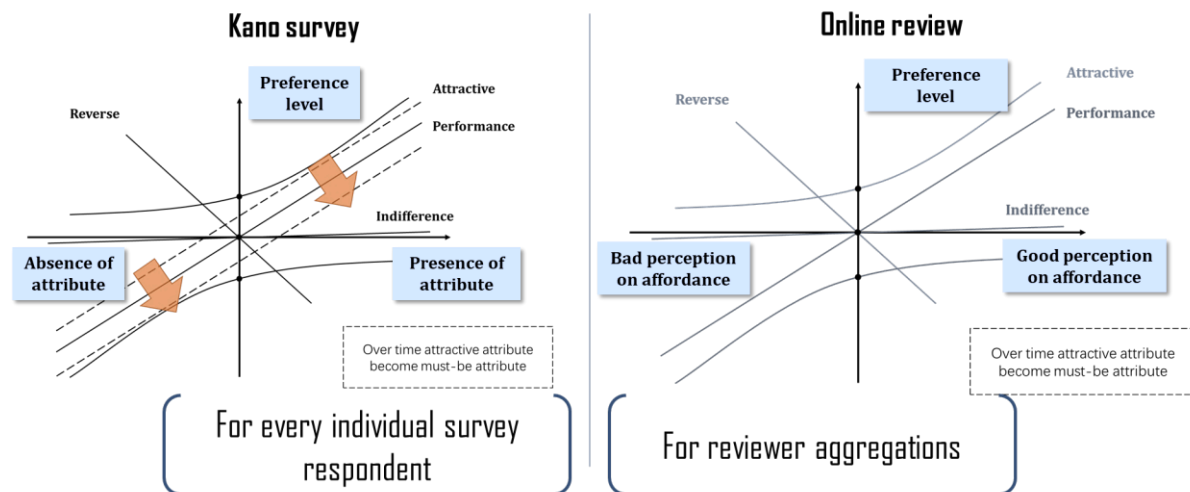 Kano survey
Preference
level
Attractive
Reverse
Performance
Indifference
Absence of
attribute
Presence of
attribute
Over time attractive attribute
become must-be attribute
For every individual survey
respondent
Online review
Preference
level
Attractive
Reverse
Performance
Indifference
Bad perception
on affordance
Good perception
on affordance
Over time attractive attribute
become must-be attribute
For reviewer aggregations